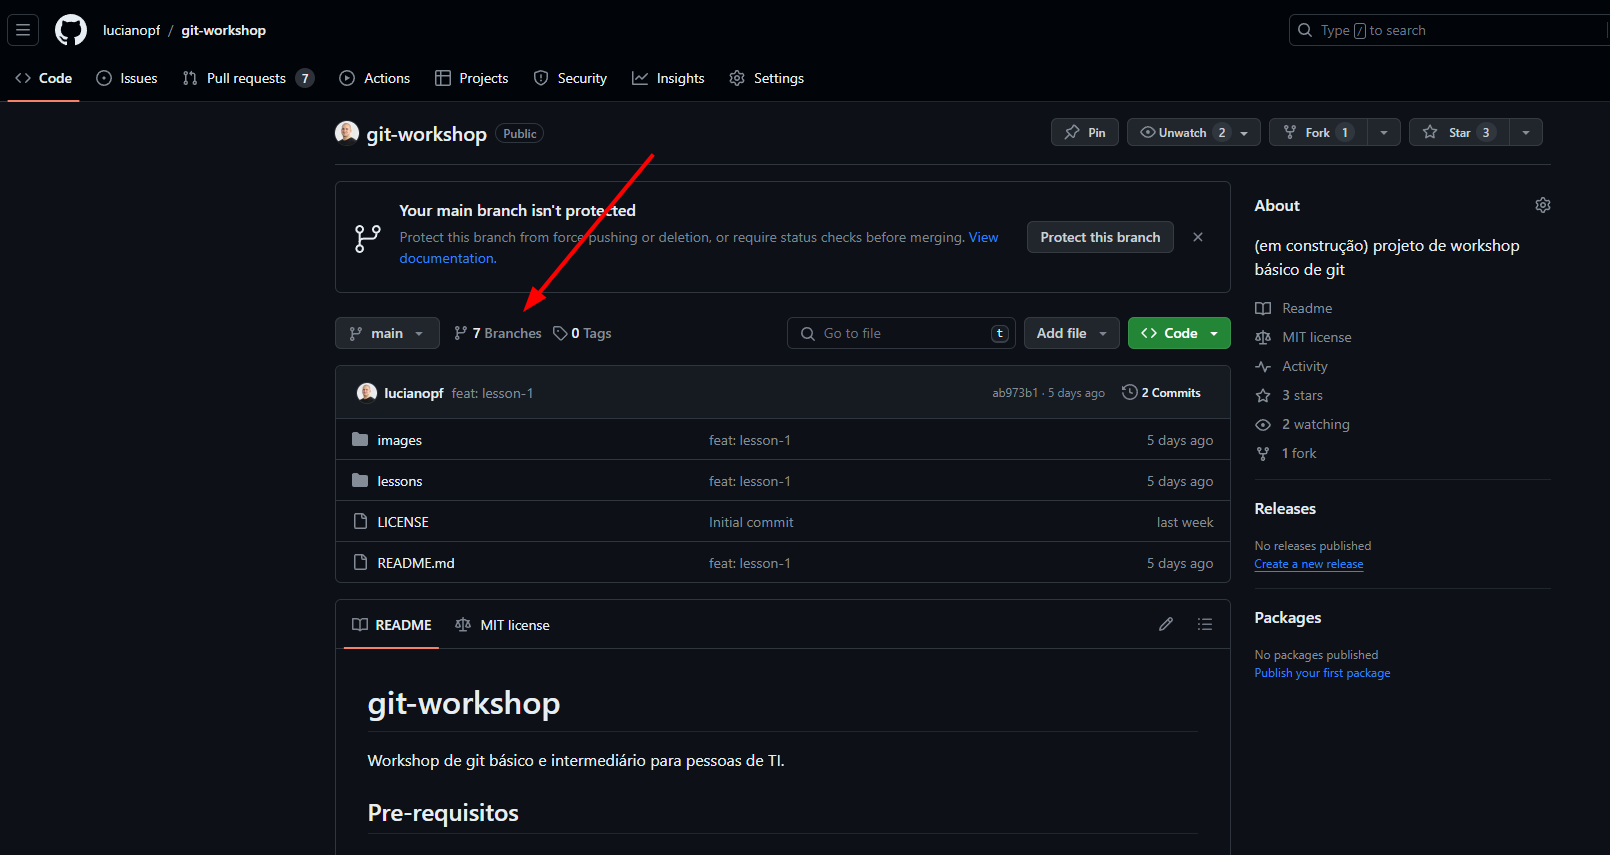 lucianopf / git-workshop
Type / to search
Code Issues Pull requests 7 Actions Projects Security Insights Settings
git-workshop Public
Pin Unwatch 2 Fork 1 Star 3
Your main branch isn't protected
Protect this branch from force pushing or deletion, or require status checks before merging. View
documentation.
Protect this branch
main 7 Branches 0 Tags
Go to file t
Add file Code
lucianopf feat: lesson-1 ab973b1 · 5 days ago 2 Commits
images feat: lesson-1 5 days ago
lessons feat: lesson-1 5 days ago
LICENSE Initial commit last week
README.md feat: lesson-1 5 days ago
README MIT license
git-workshop
Workshop de git básico e intermediário para pessoas de TI.
Pre-requisitos
About
(em construção) projeto de workshop
básico de git
Readme
MIT license
Activity
3 stars
2 watching
1 fork
Releases
No releases published
Create a new release
Packages
No packages published
Publish your first package